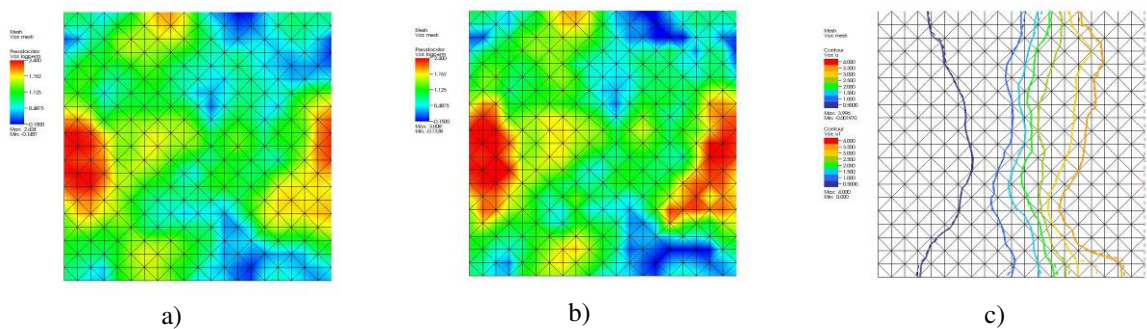 Mesh
Var: mesh
Pseudocolor
Var: logperm
2.400
1.762
1.125
0.4875
-0.1500
Mesh
Var: mesh
Pseudocolor
Var: logperm
2.400
1.762
1.125
0.4875
-0.1500
Mesh
Var: mesh
Contour
Var: u
4.000
3.500
3.000
2.500
2.000
1.500
1.000
0.5000
Contour
4.000
3.500
3.000
2.500
2.000
1.500
1.000
0.5000
Max: 4.000
Min: 0.000
a)
b)
c)